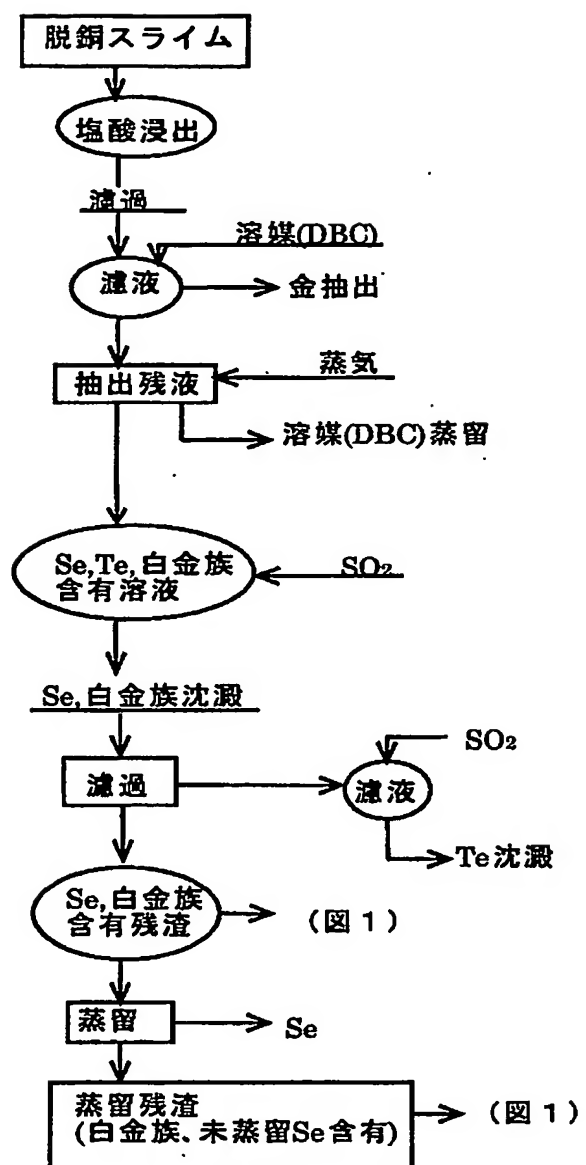 脱銅スライム
塩酸浸出
濾過
溶媒(DBC)
濾液
金抽出
蒸気
抽出残液
溶媒(DBC)蒸留
Se,Te,白金族
含有溶液
SO2
Se,白金族沈澱
SO2
濾過
濾液
Te沈澱
Se,白金族
含有残渣
(図1)
蒸留
Se
蒸留残渣
(白金族、未蒸留Se含有)
(図1)